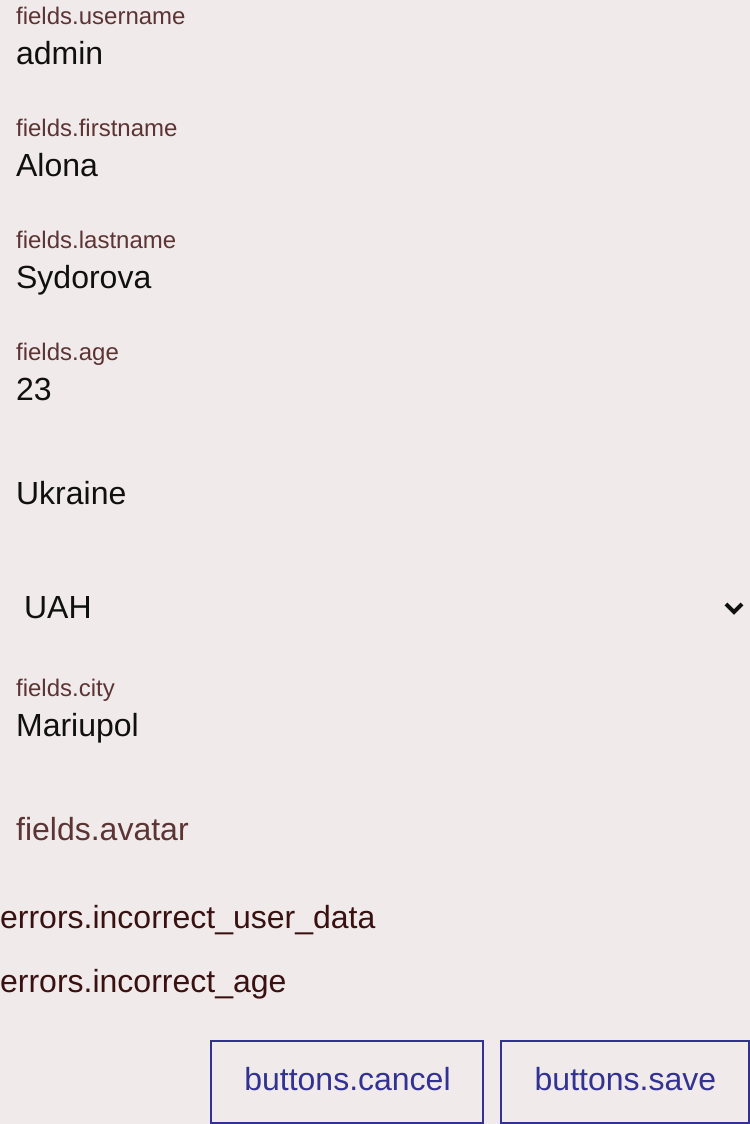 fields.username
admin
fields.firstname
Alona
fields.lastname
Sydorova
fields.age
23
Ukraine
UAH
fields.city
Mariupol
fields.avatar
errors.incorrect_user_data
errors.incorrect_age
buttons.cancel buttons.save